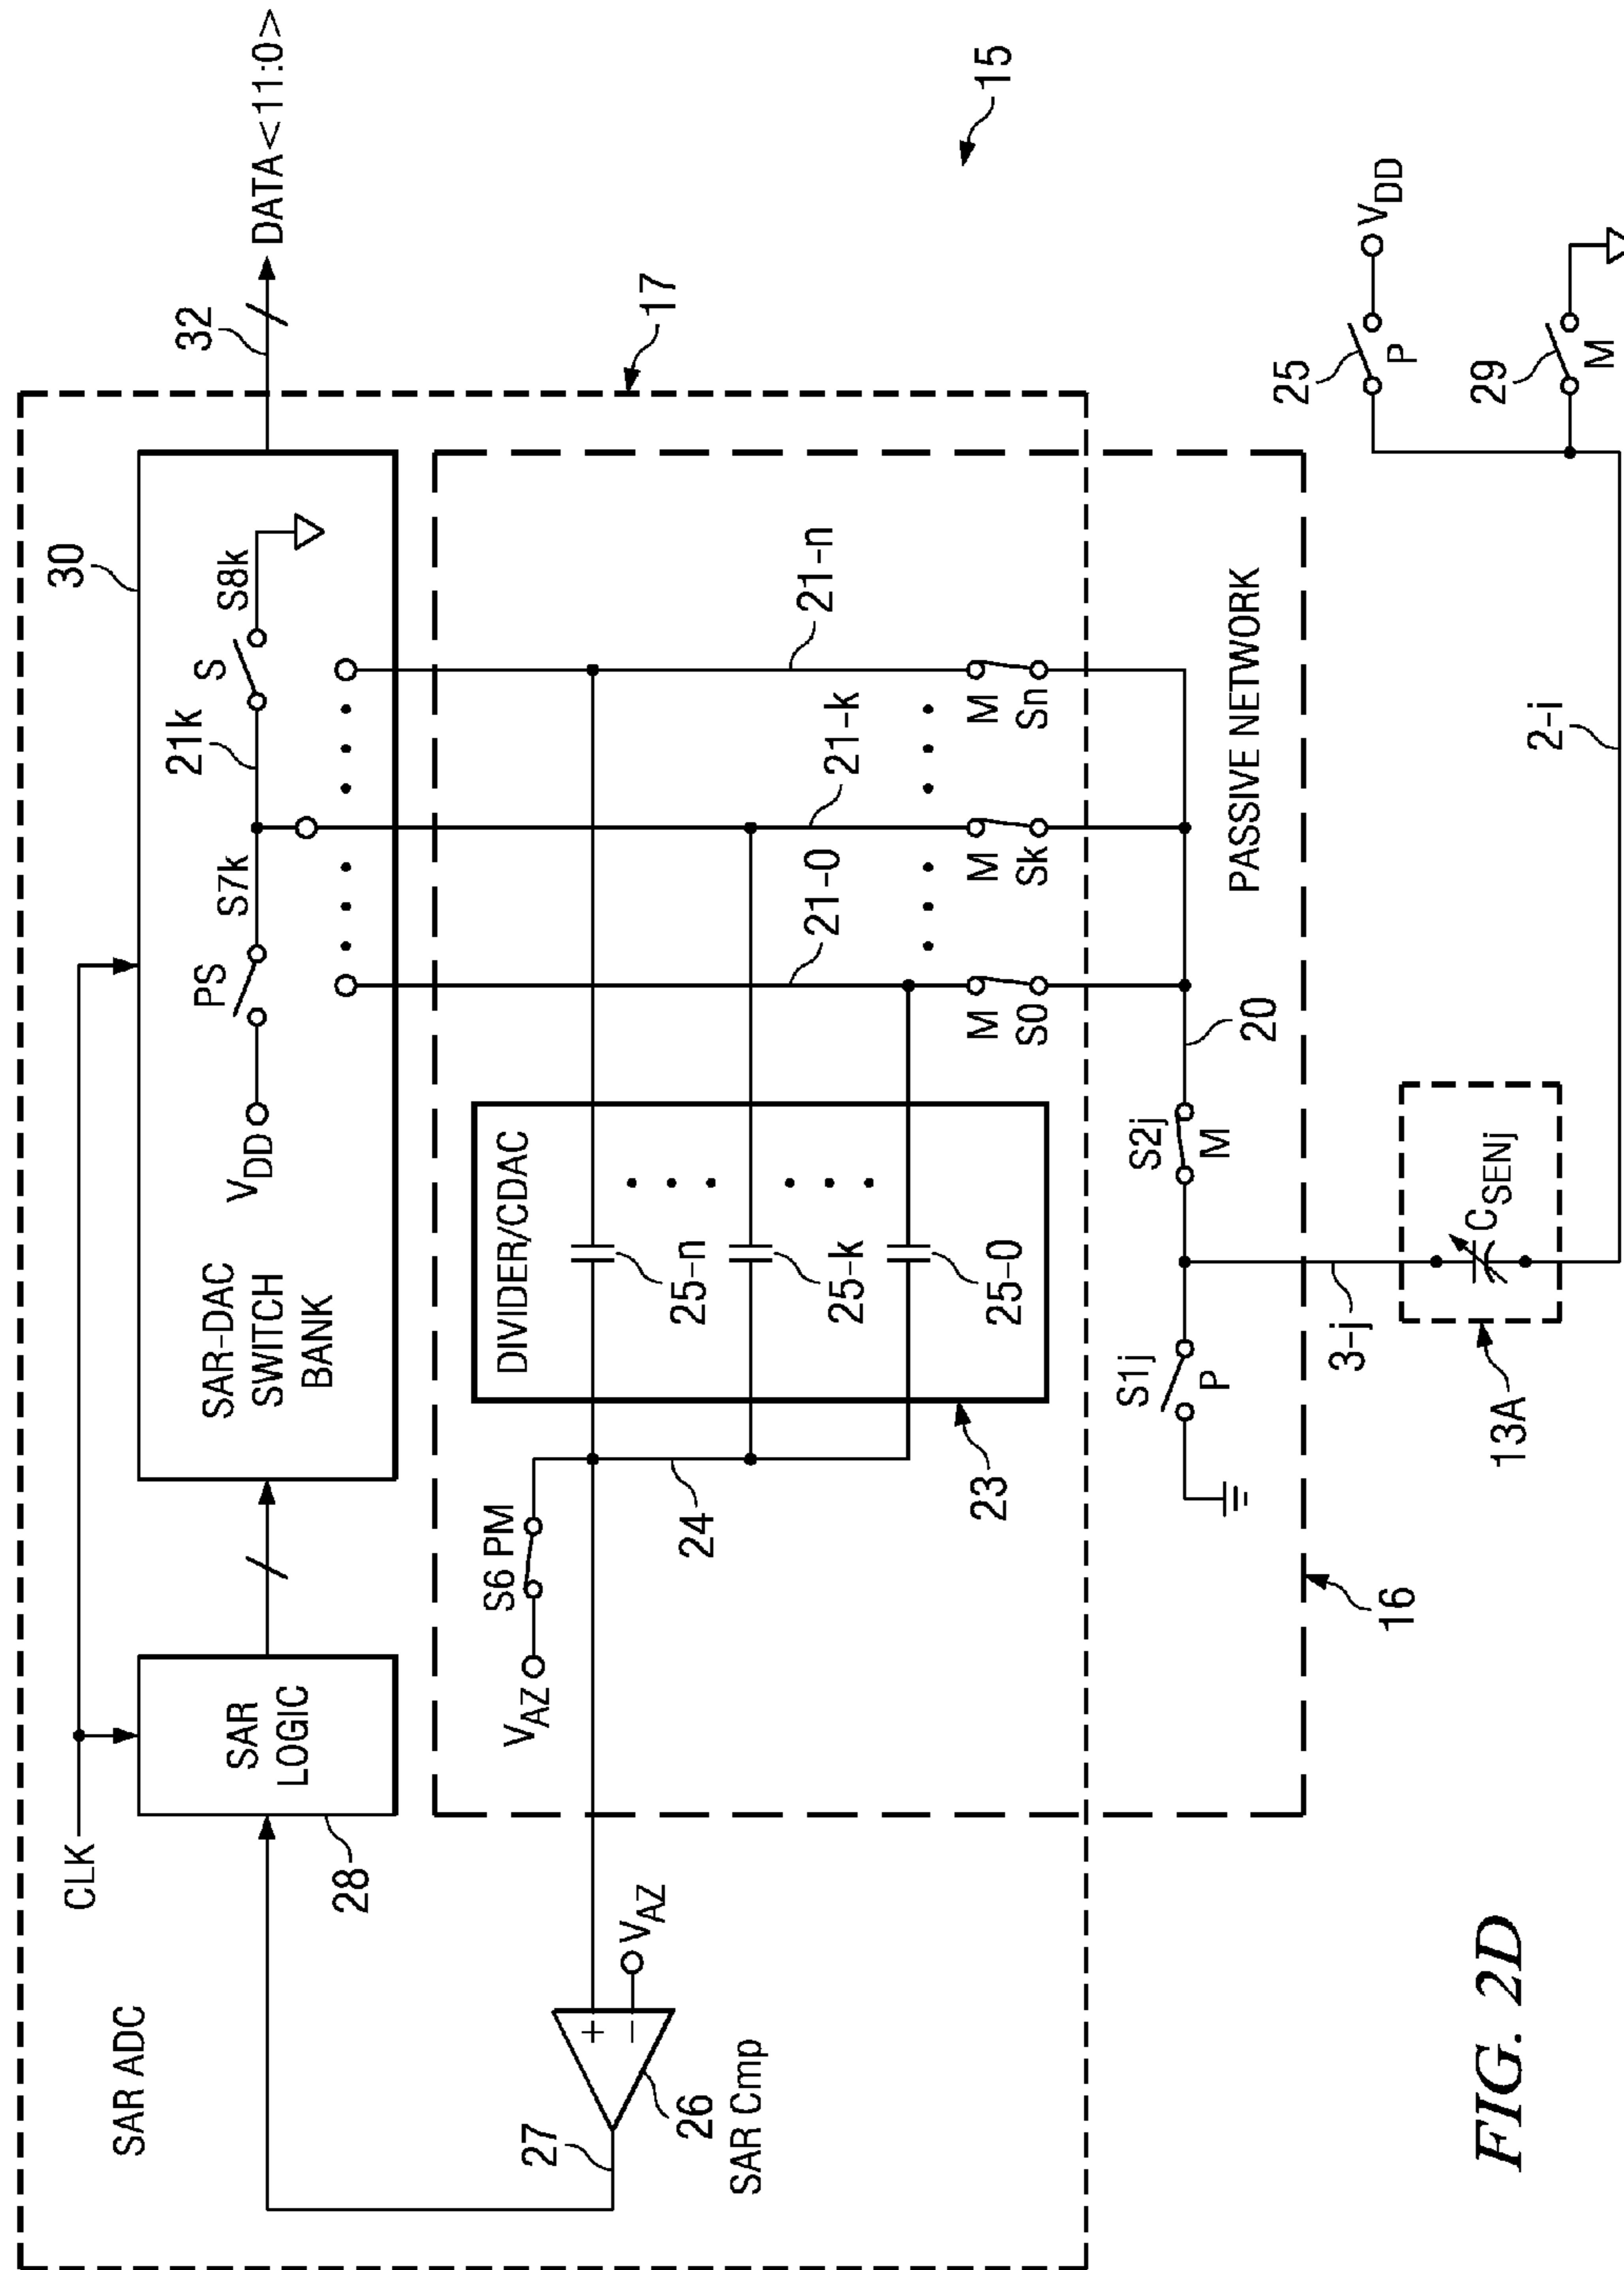 SAR ADC
CLK
28
SAR
LOGIC
30
SAR-DAC
SWITCH
BANK
VDD
PS
S7k
21k
S
S8k
32
DATA <11:0>
17
15
27
26
SAR Cmp
+
−
VAZ
VAZ
S6 PM
24
23
DIVIDER/CDAC
25-n
25-k
25-0
21-0
21-k
21-n
M
S0
M
Sk
M
Sn
20
S1j
P
S2j
M
PASSIVE NETWORK
16
3-j
13A
CSENj
2-i
25
P
VDD
29
M
FIG. 2D